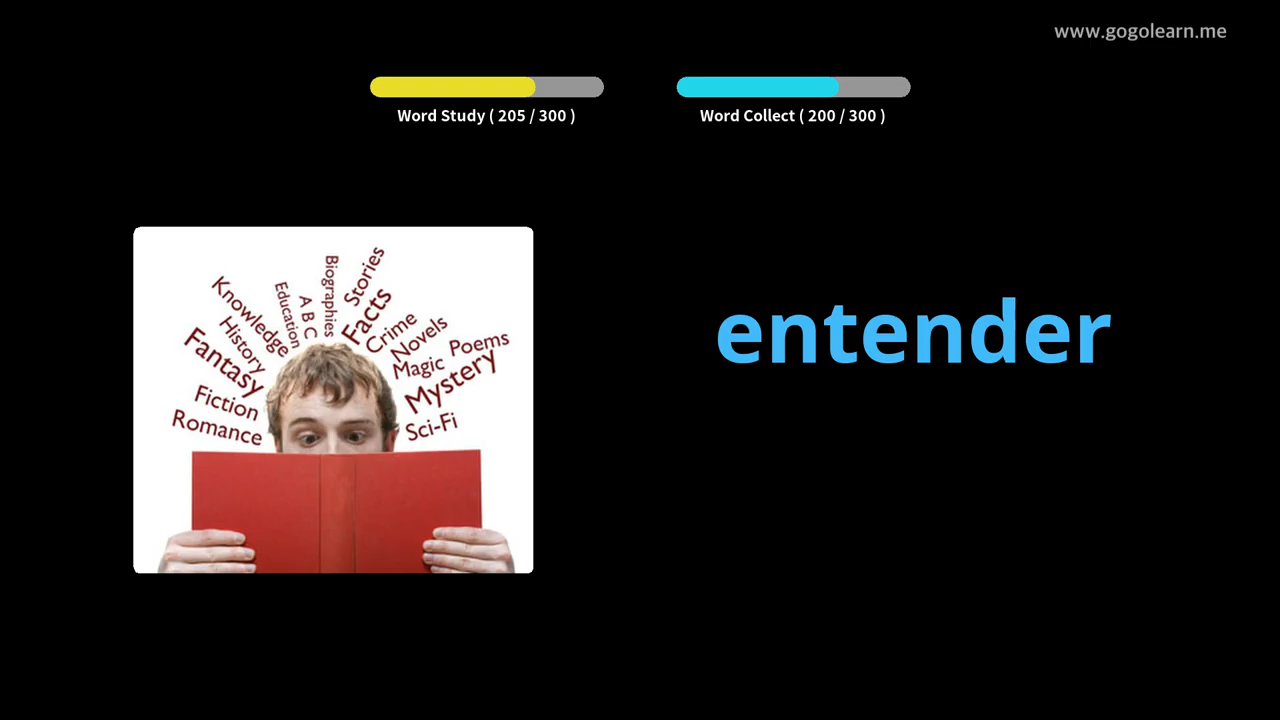 www.gogolearn.me
Word Study ( 205 / 300 )
Word Collect ( 200 / 300 )
entender
Biographies
Stories
Education
A B C
Facts
Knowledge
Crime
History
Novels
Fantasy
Magic
Poems
Mystery
Fiction
Romance
Sci-Fi